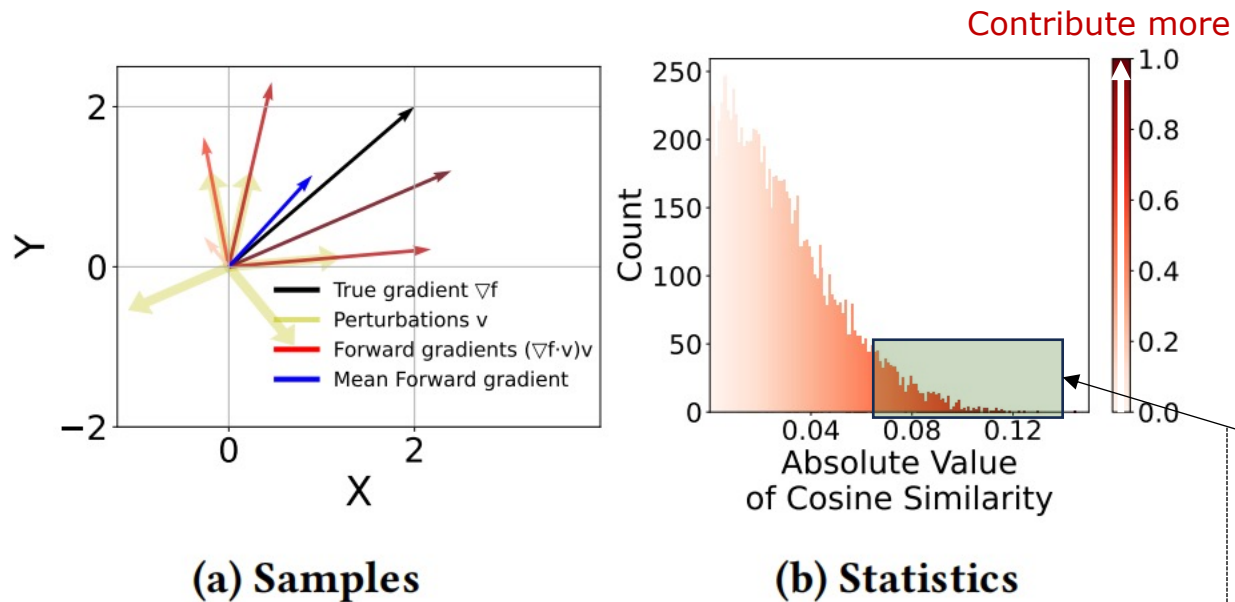 Contribute more
2
0
−2
Y
0
2
X
True gradient ∇f
Perturbations v
Forward gradients (∇f·v)v
Mean Forward gradient
(a) Samples
250
200
150
100
50
0
Count
0.04
0.08
0.12
Absolute Value
of Cosine Similarity
1.0
0.8
0.6
0.4
0.2
0.0
(b) Statistics